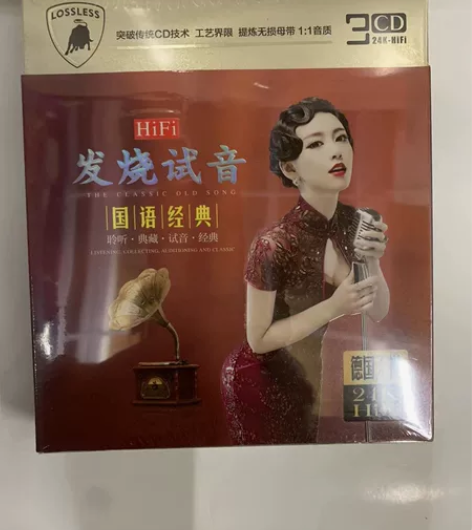 LOSSLESS
突破传统CD技术 工艺界限 提炼无损母带 1:1音质
3CD
24K·HiFi
HiFi
发烧试音
THE CLASSIC OLD SONG
国语经典
聆听·典藏·试音·经典
LISTENING, COLLECTING, AUDITIONING AND CLASSIC
德国